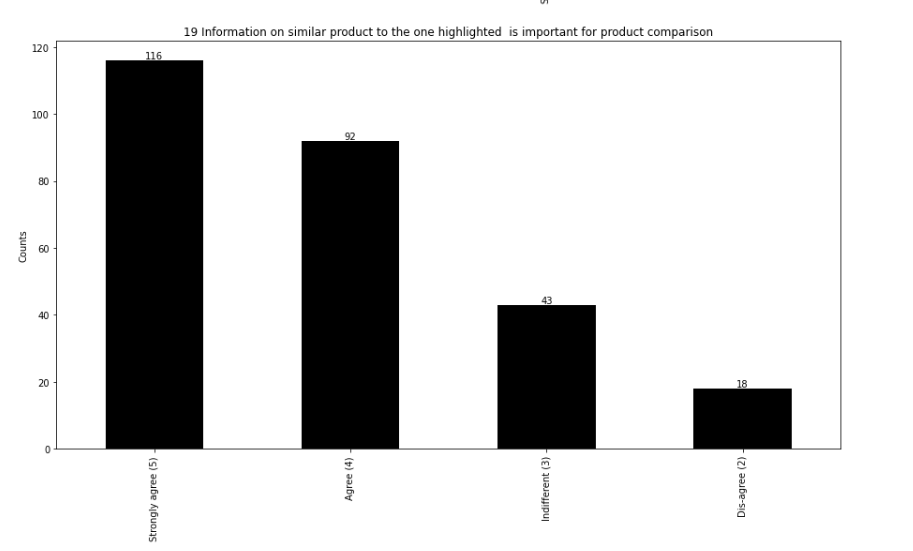 S
19 Information on similar product to the one highlighted  is important for product comparison
120
100
80
60
40
20
0
Counts
116
92
43
18
Strongly agree (5)
Agree (4)
Indifferent (3)
Dis-agree (2)